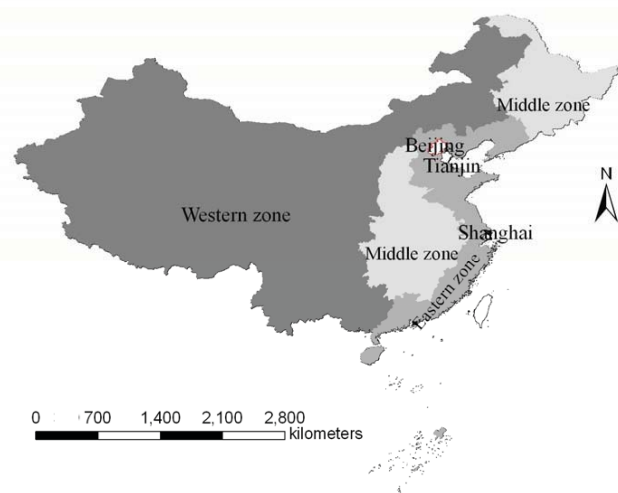 Middle zone
Beijing
Tianjin
N
Western zone
Shanghai
Middle zone
Eastern zone
0 700 1,400 2,100 2,800
kilometers